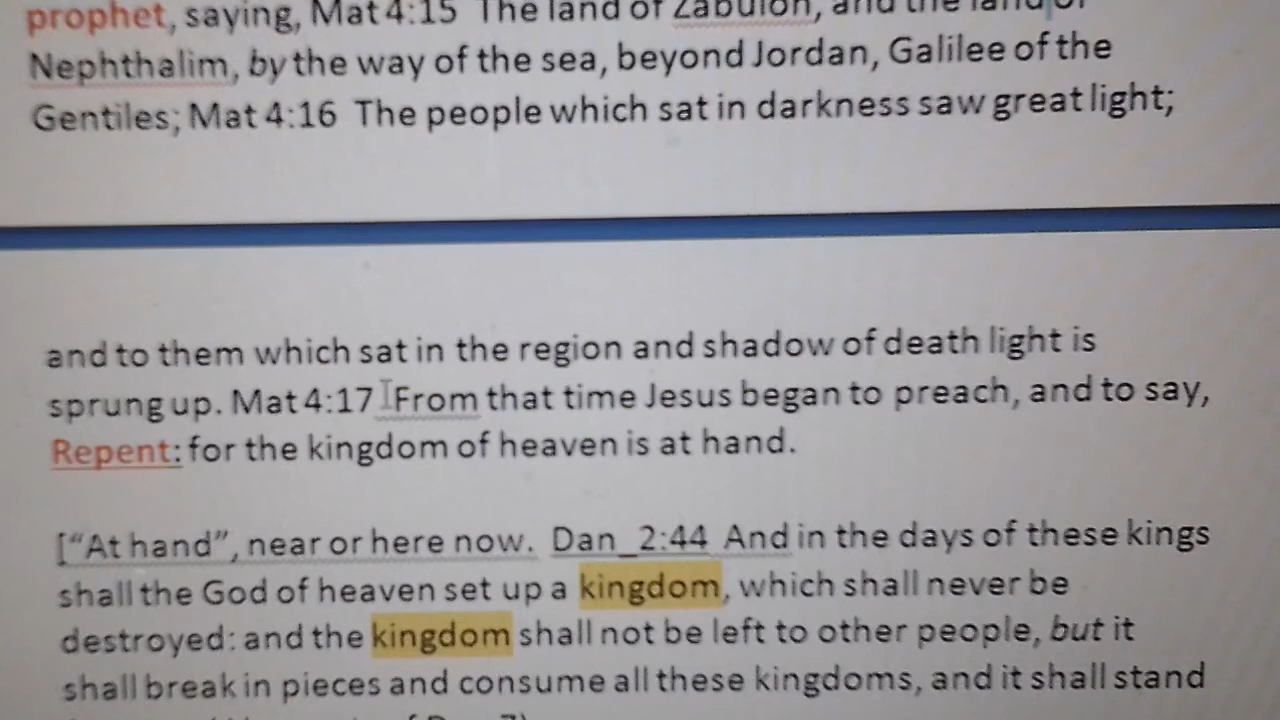 prophet, saying, Mat 4:15 The land of Zabulon, and the land of
Nephthalim, by the way of the sea, beyond Jordan, Galilee of the
Gentiles; Mat 4:16 The people which sat in darkness saw great light;
and to them which sat in the region and shadow of death light is
sprung up. Mat 4:17 From that time Jesus began to preach, and to say,
Repent: for the kingdom of heaven is at hand.
["At hand", near or here now. Dan_2:44 And in the days of these kings
shall the God of heaven set up a kingdom, which shall never be
destroyed: and the kingdom shall not be left to other people, but it
shall break in pieces and consume all these kingdoms, and it shall stand